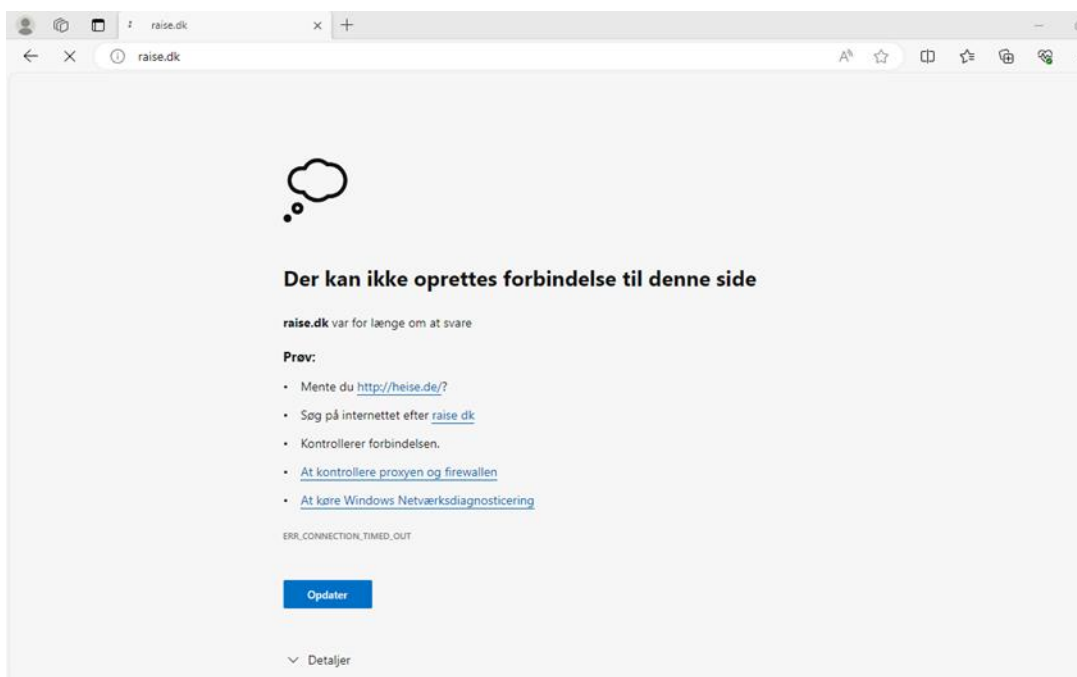 raise.dk
raise.dk
Der kan ikke oprettes forbindelse til denne side
raise.dk var for længe om at svare
Prøv:
• Mente du http://heise.de/?
• Søg på internettet efter raise dk
• Kontrollerer forbindelsen.
• At kontrollere proxyen og firewallen
• At køre Windows Netværksdiagnosticering
ERR_CONNECTION_TIMED_OUT
Opdater
Detaljer